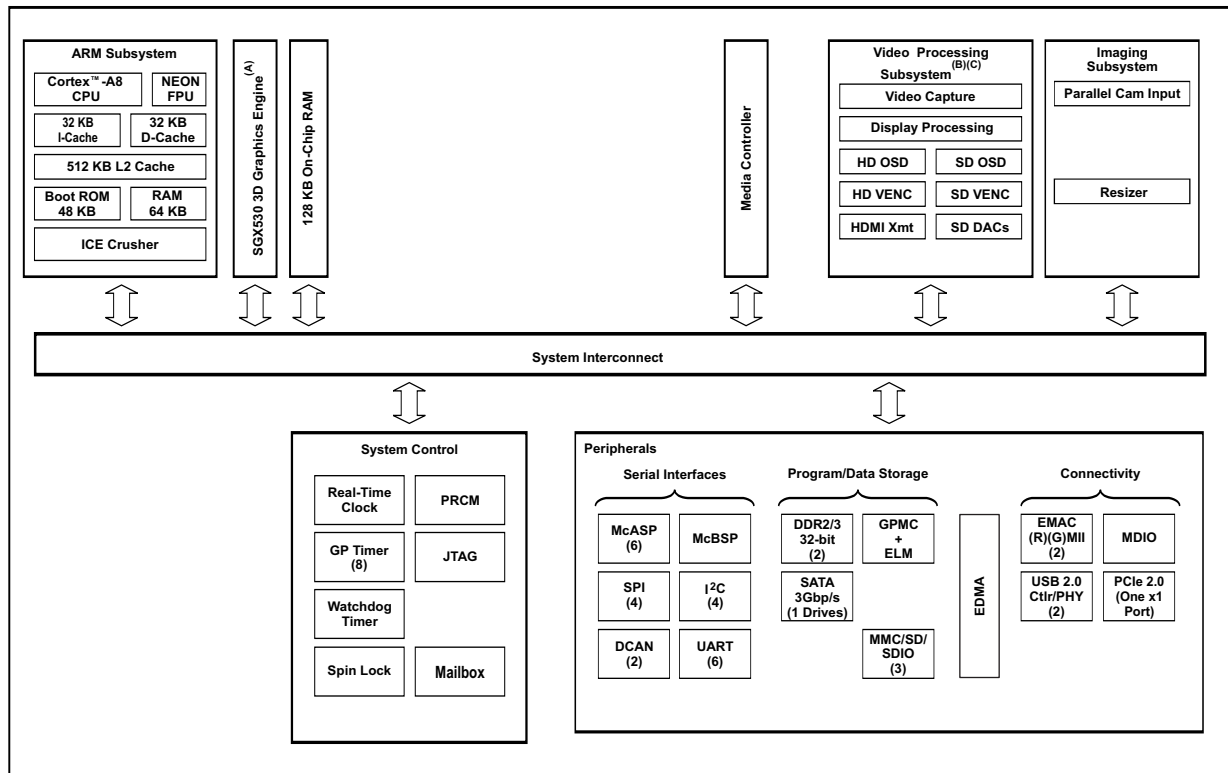 ARM Subsystem
Cortex™-A8
CPU
NEON
FPU
32 KB
I-Cache
32 KB
D-Cache
512 KB L2 Cache
Boot ROM
48 KB
RAM
64 KB
ICE Crusher
SGX530 3D Graphics Engine(A)
128 KB On-Chip RAM
Media Controller
Video Processing
Subsystem(B)(C)
Video Capture
Display Processing
HD OSD
SD OSD
HD VENC
SD VENC
HDMI Xmt
SD DACs
Imaging
Subsystem
Parallel Cam Input
Resizer
System Interconnect
System Control
Real-Time
Clock
PRCM
GP Timer
(8)
JTAG
Watchdog
Timer
Spin Lock
Mailbox
Peripherals
Serial Interfaces
McASP
(6)
McBSP
SPI
(4)
I²C
(4)
DCAN
(2)
UART
(6)
Program/Data Storage
DDR2/3
32-bit
(2)
GPMC
+
ELM
SATA
3Gbp/s
(1 Drives)
MMC/SD/
SDIO
(3)
EDMA
Connectivity
EMAC
(R)(G)MII
(2)
MDIO
USB 2.0
Ctlr/PHY
(2)
PCIe 2.0
(One x1
Port)